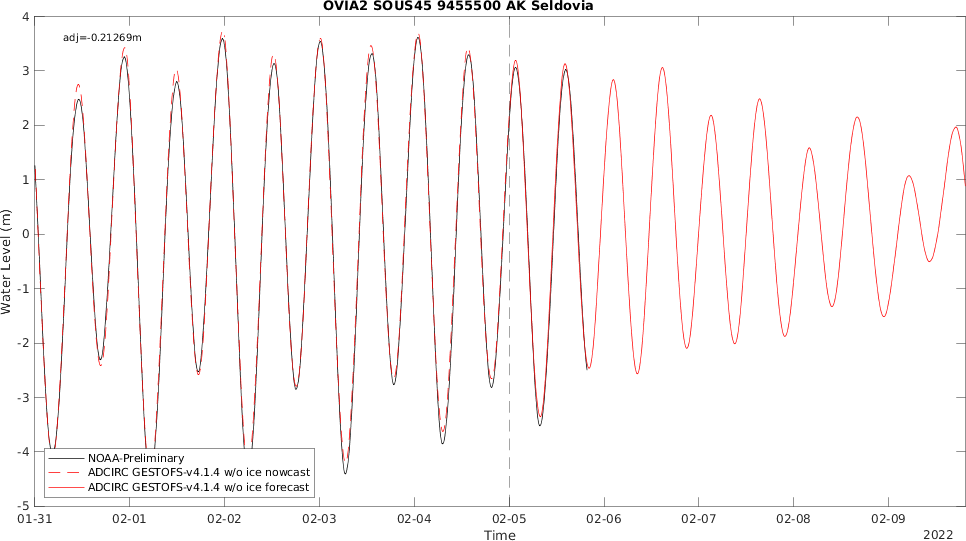 OVIA2 SOUS45 9455500 AK Seldovia
adj=-0.21269m
4
3
2
1
0
-1
-2
-3
-4
-5
Water Level (m)
NOAA-Preliminary
ADCIRC GESTOFS-v4.1.4 w/o ice nowcast
ADCIRC GESTOFS-v4.1.4 w/o ice forecast
01-31 02-01 02-02 02-03 02-04 02-05 02-06 02-07 02-08 02-09
Time
2022